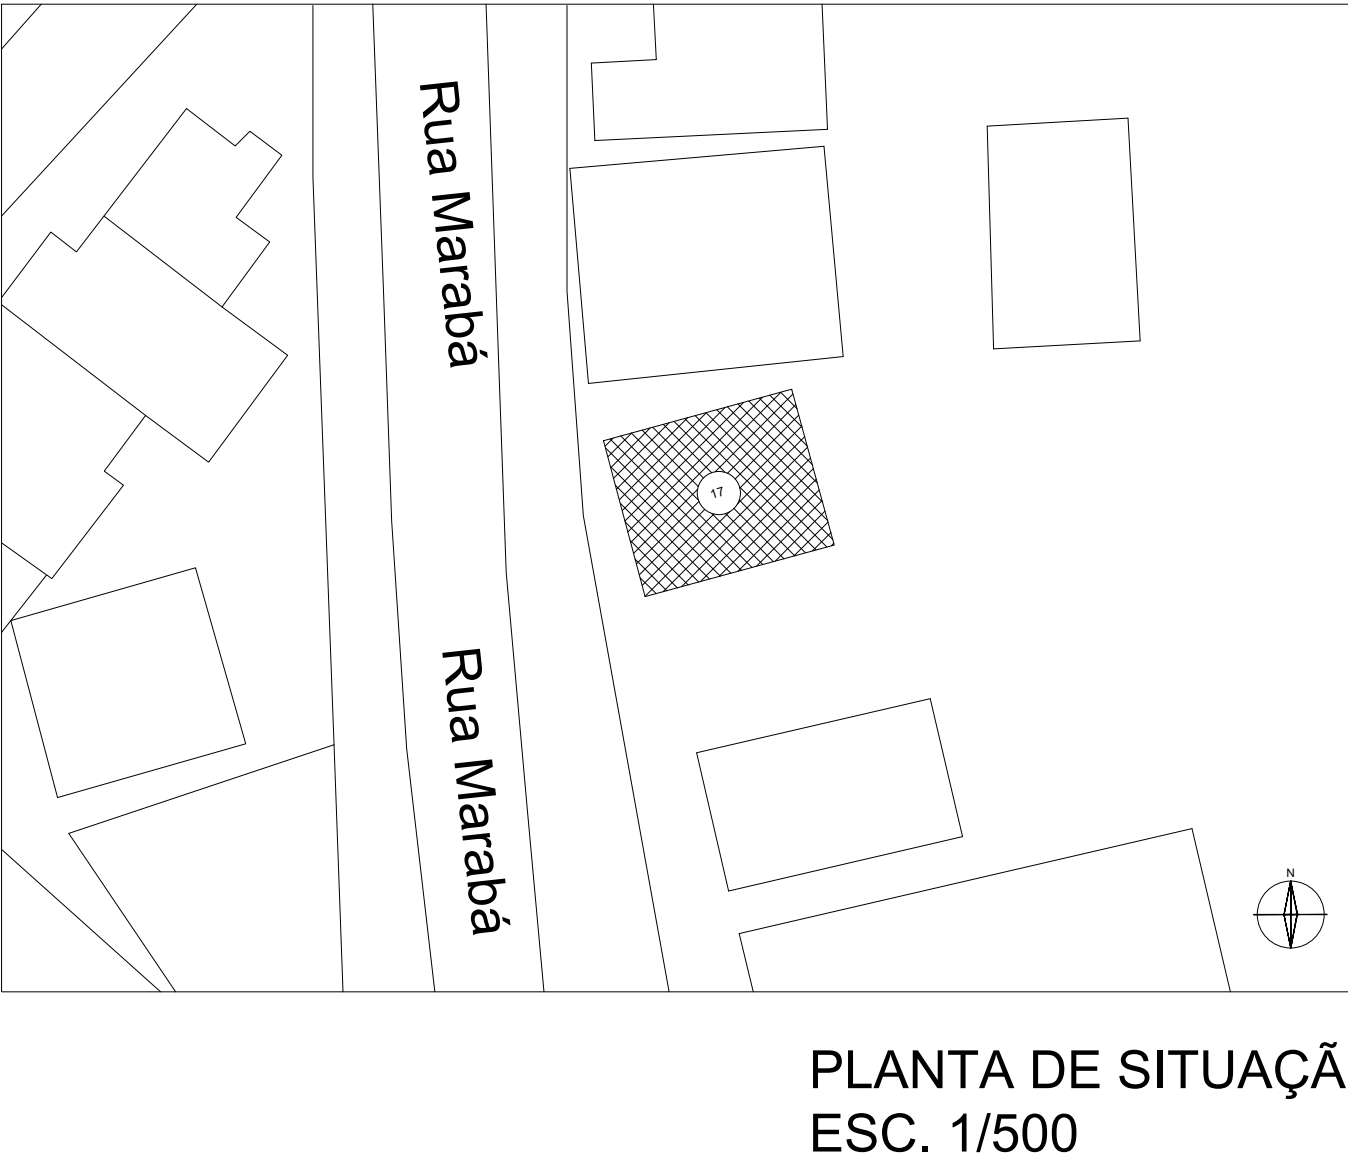 Rua Marabá
17
Rua Marabá
N
PLANTA DE SITUAÇÃ
ESC. 1/500